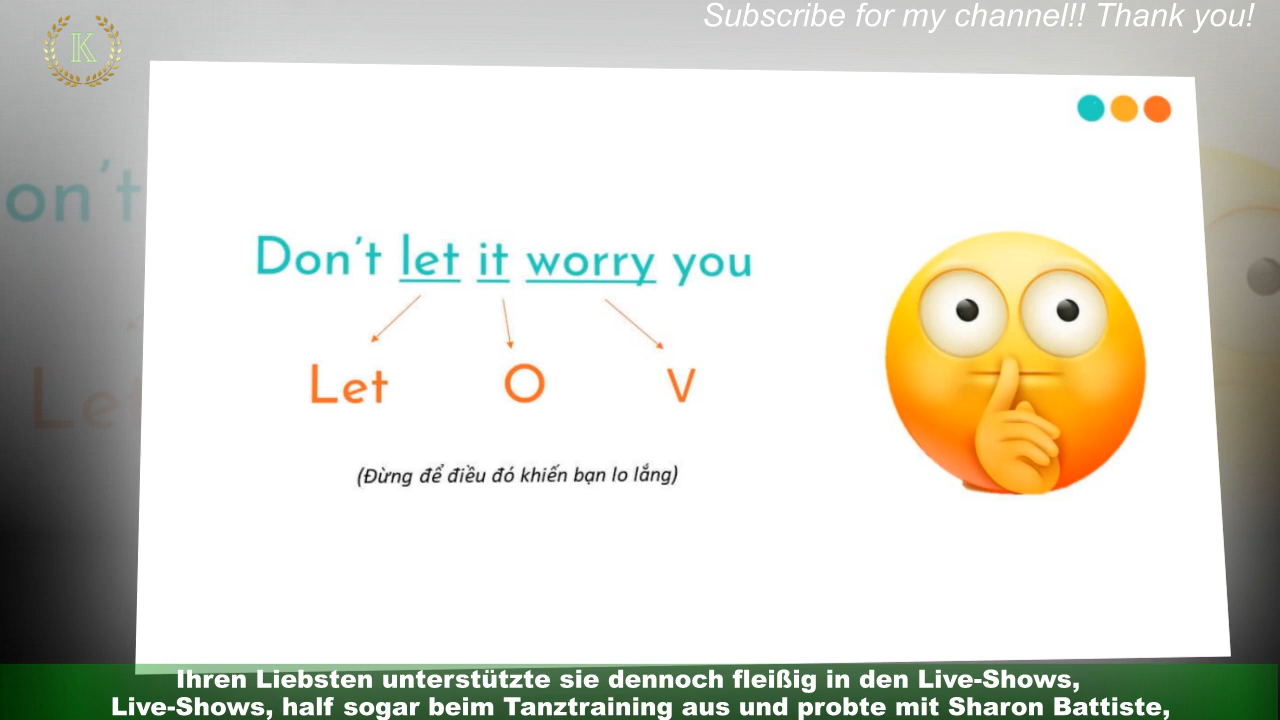 Subscribe for my channel!! Thank you!
K
on't
Don't let it worry you
Let O V
Le
(Đừng để điều đó khiến bạn lo lắng)
Ihren Liebsten unterstützte sie dennoch fleißig in den Live-Shows,
Live-Shows, half sogar beim Tanztraining aus und probte mit Sharon Battiste,